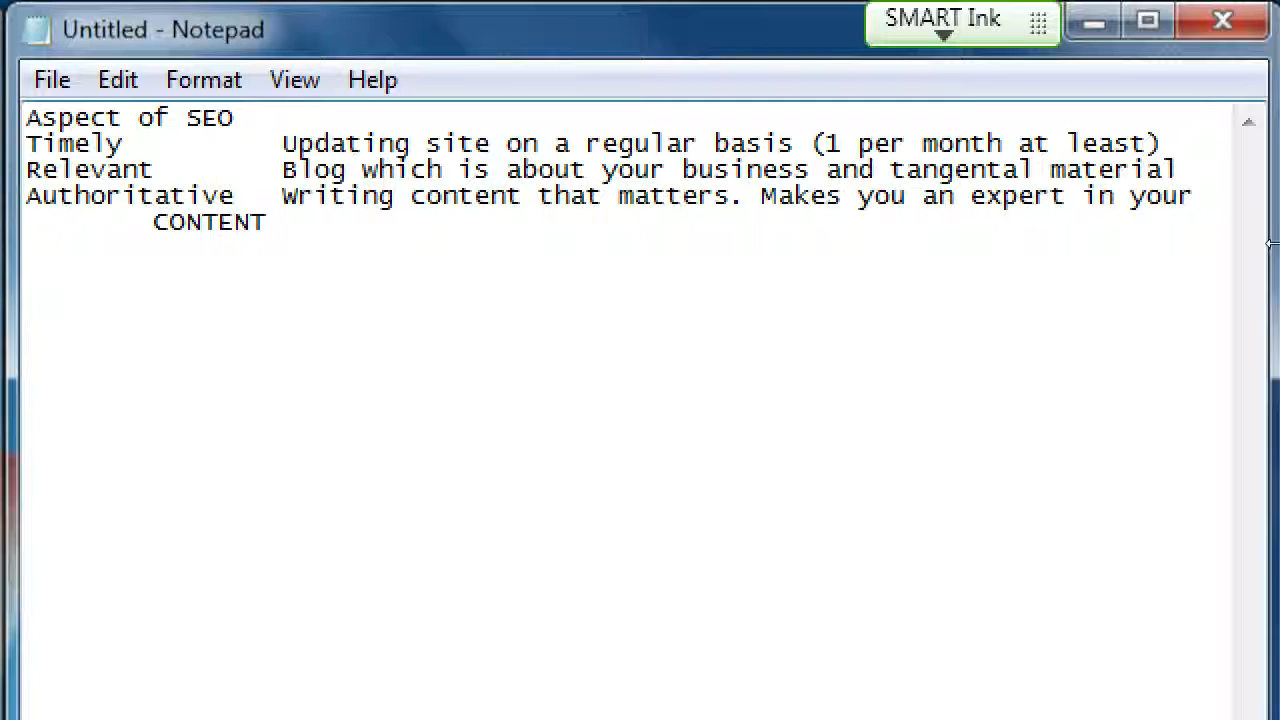 Untitled - Notepad
SMART Ink
File Edit Format View Help
Aspect of SEO
Timely Updating site on a regular basis (1 per month at least)
Relevant Blog which is about your business and tangental material
Authoritative Writing content that matters. Makes you an expert in your
CONTENT